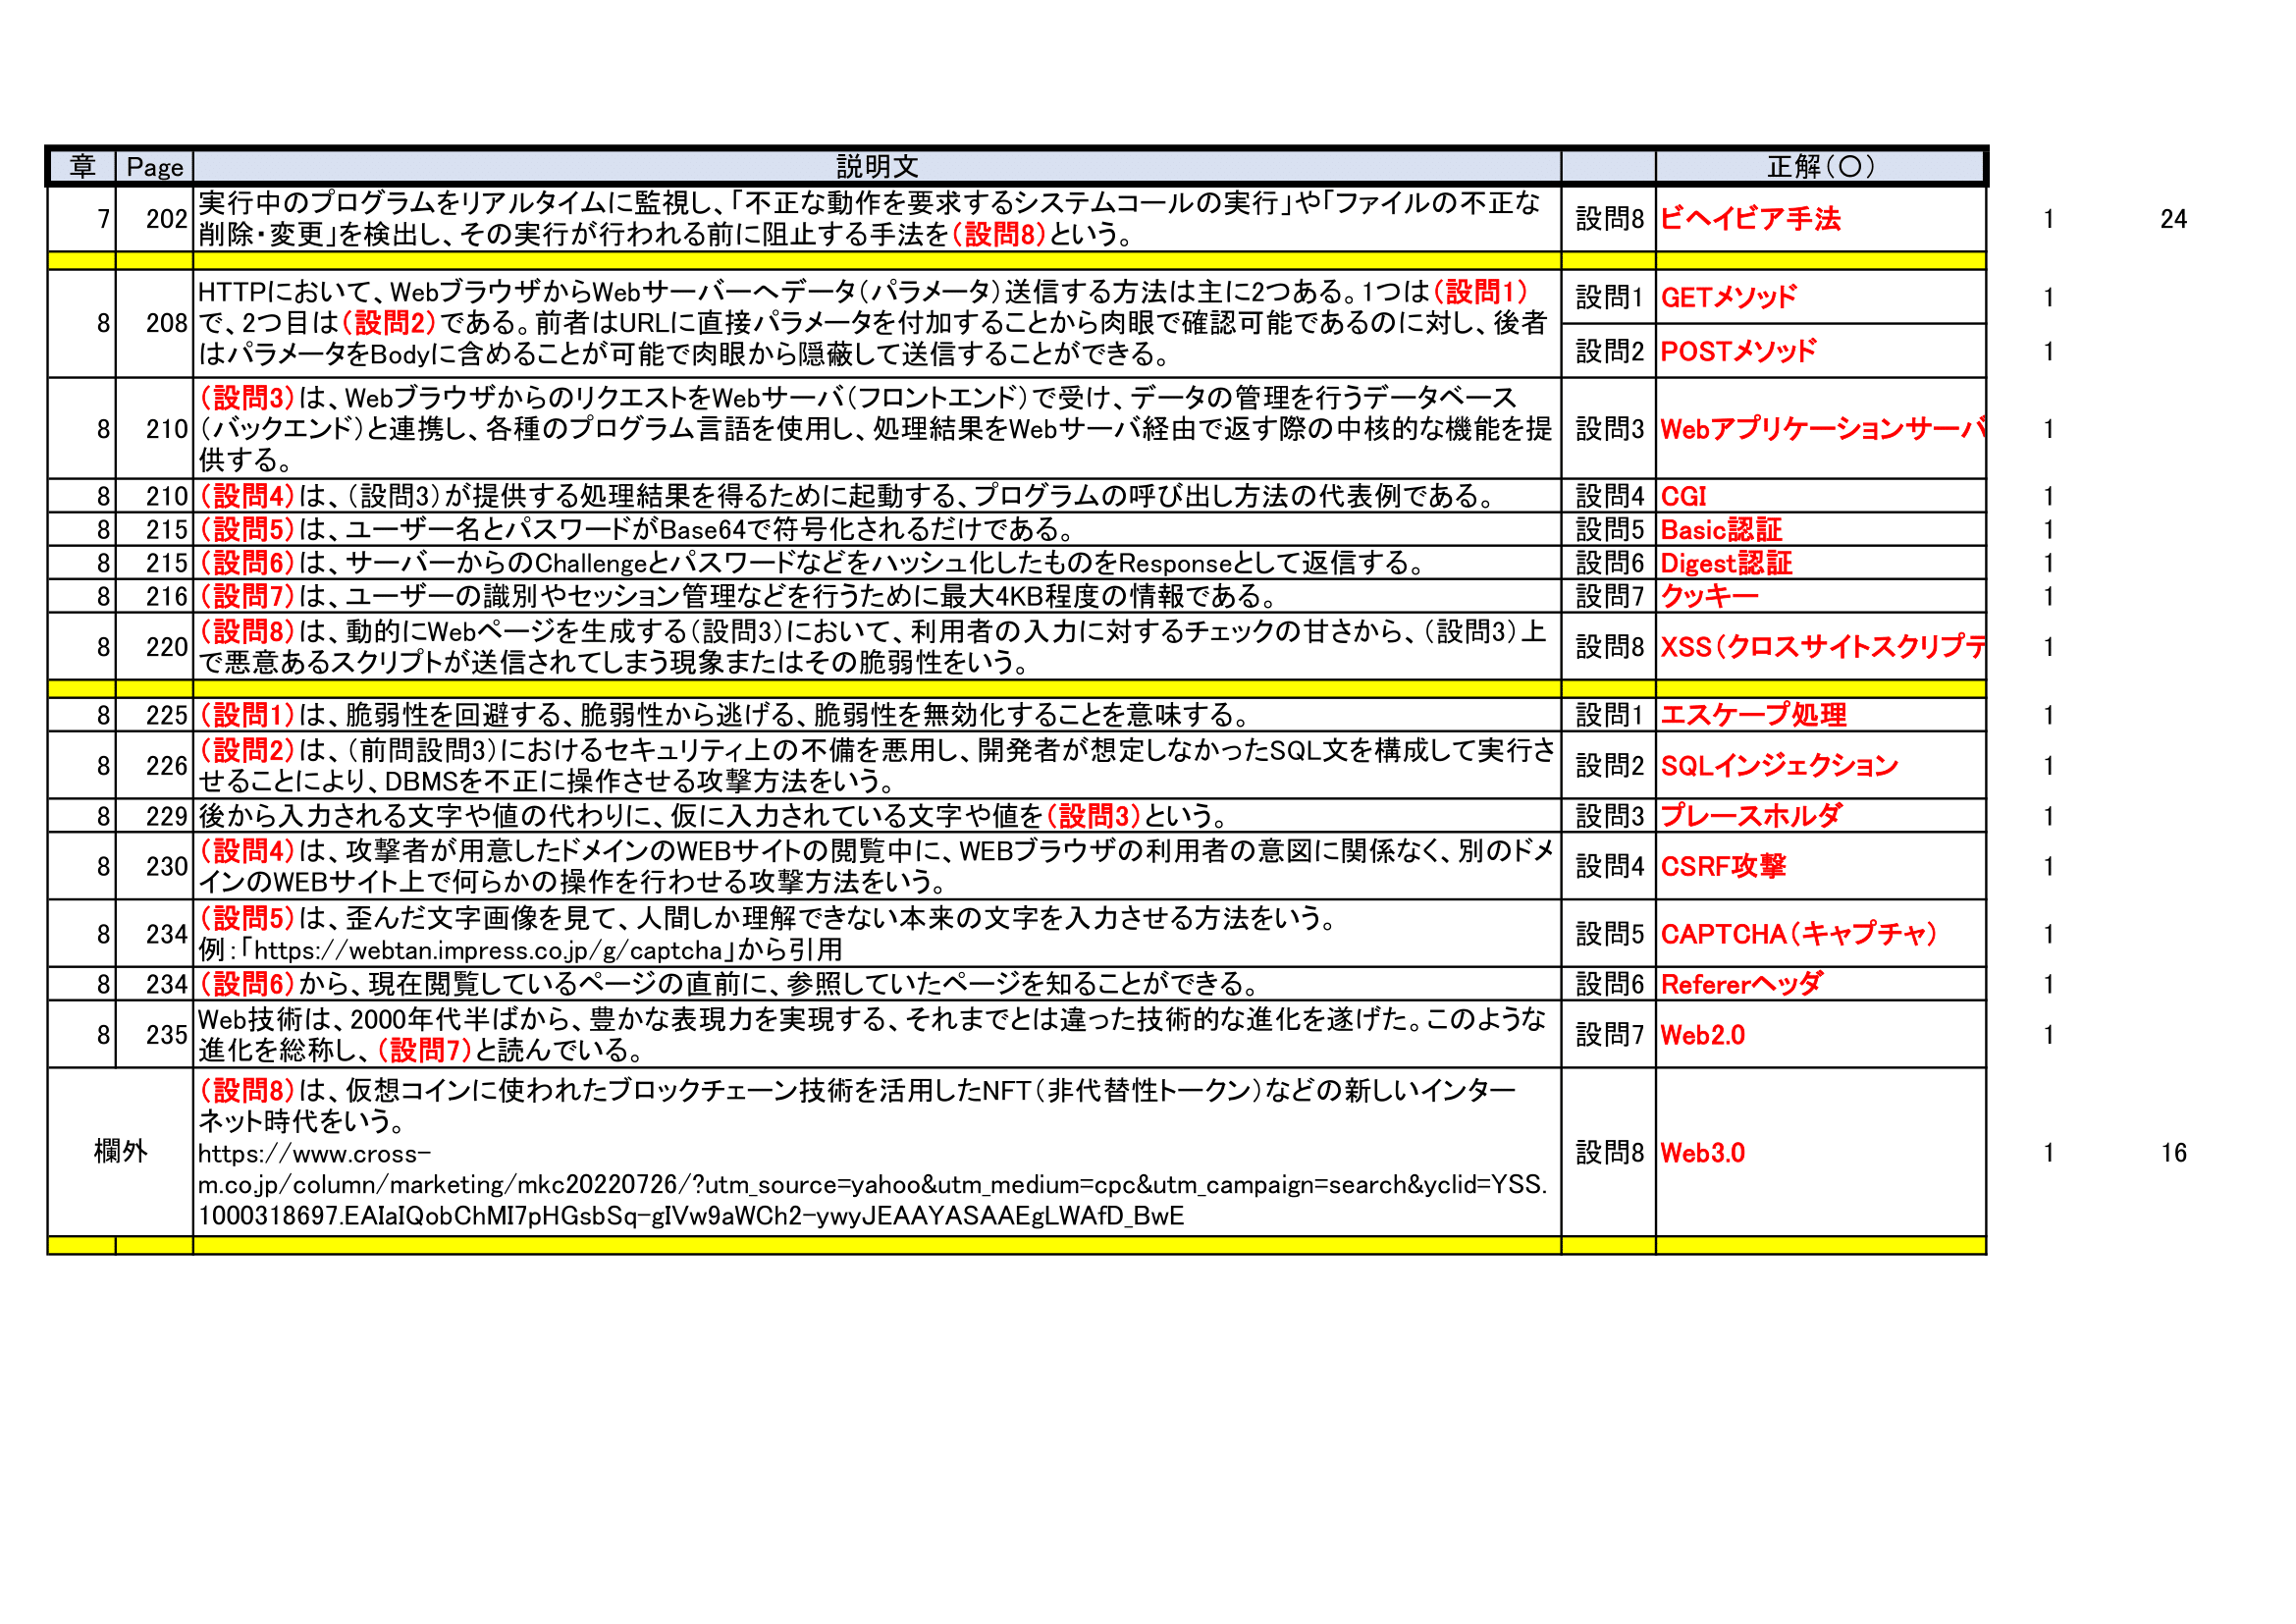 章 Page 説明文 正解(○)
7 202 実行中のプログラムをリアルタイムに監視し、「不正な動作を要求するシステムコールの実行」や「ファイルの不正な
削除・変更」を検出し、その実行が行われる前に阻止する手法を(設問8)という。
設問8 ビヘイビア手法 1 24
8 208 HTTPにおいて、WebブラウザからWebサーバーへデータ(パラメータ)送信する方法は主に2つある。1つは(設問1)
で、2つ目は(設問2)である。前者はURLに直接パラメータを付加することから肉眼で確認可能であるのに対し、後者
はパラメータをBodyに含めることが可能で肉眼から隠蔽して送信することができる。
設問1 GETメソッド 1
設問2 POSTメソッド 1
8 210 (設問3)は、WebブラウザからのリクエストをWebサーバ(フロントエンド)で受け、データの管理を行うデータベース
(バックエンド)と連携し、各種のプログラム言語を使用し、処理結果をWebサーバ経由で返す際の中核的な機能を提
供する。
設問3 Webアプリケーションサーバ 1
8 210 (設問4)は、(設問3)が提供する処理結果を得るために起動する、プログラムの呼び出し方法の代表例である。 設問4 CGI 1
8 215 (設問5)は、ユーザー名とパスワードがBase64で符号化されるだけである。 設問5 Basic認証 1
8 215 (設問6)は、サーバーからのChallengeとパスワードなどをハッシュ化したものをResponseとして返信する。 設問6 Digest認証 1
8 216 (設問7)は、ユーザーの識別やセッション管理などを行うために最大4KB程度の情報である。 設問7 クッキー 1
8 220 (設問8)は、動的にWebページを生成する(設問3)において、利用者の入力に対するチェックの甘さから、(設問3)上
で悪意あるスクリプトが送信されてしまう現象またはその脆弱性をいう。
設問8 XSS(クロスサイトスクリプテ 1
8 225 (設問1)は、脆弱性を回避する、脆弱性から逃げる、脆弱性を無効化することを意味する。 設問1 エスケープ処理 1
8 226 (設問2)は、(前問設問3)におけるセキュリティ上の不備を悪用し、開発者が想定しなかったSQL文を構成して実行さ
せることにより、DBMSを不正に操作させる攻撃方法をいう。
設問2 SQLインジェクション 1
8 229 後から入力される文字や値の代わりに、仮に入力されている文字や値を(設問3)という。 設問3 プレースホルダ 1
8 230 (設問4)は、攻撃者が用意したドメインのWEBサイトの閲覧中に、WEBブラウザの利用者の意図に関係なく、別のドメ
インのWEBサイト上で何らかの操作を行わせる攻撃方法をいう。
設問4 CSRF攻撃 1
8 234 (設問5)は、歪んだ文字画像を見て、人間しか理解できない本来の文字を入力させる方法をいう。
例:「https://webtan.impress.co.jp/g/captcha」から引用
設問5 CAPTCHA(キャプチャ) 1
8 234 (設問6)から、現在閲覧しているページの直前に、参照していたページを知ることができる。 設問6 Refererヘッダ 1
8 235 Web技術は、2000年代半ばから、豊かな表現力を実現する、それまでとは違った技術的な進化を遂げた。このような
進化を総称し、(設問7)と読んでいる。
設問7 Web2.0 1
欄外 (設問8)は、仮想コインに使われたブロックチェーン技術を活用したNFT(非代替性トークン)などの新しいインター
ネット時代をいう。
https://www.cross-
m.co.jp/column/marketing/mkc20220726/?utm_source=yahoo&utm_medium=cpc&utm_campaign=search&yclid=YSS.
1000318697.EAIaIQobChMI7pHGsbSq-gIVw9aWCh2-ywyJEAAYASAAEgLWAfD_BwE
設問8 Web3.0 1 16